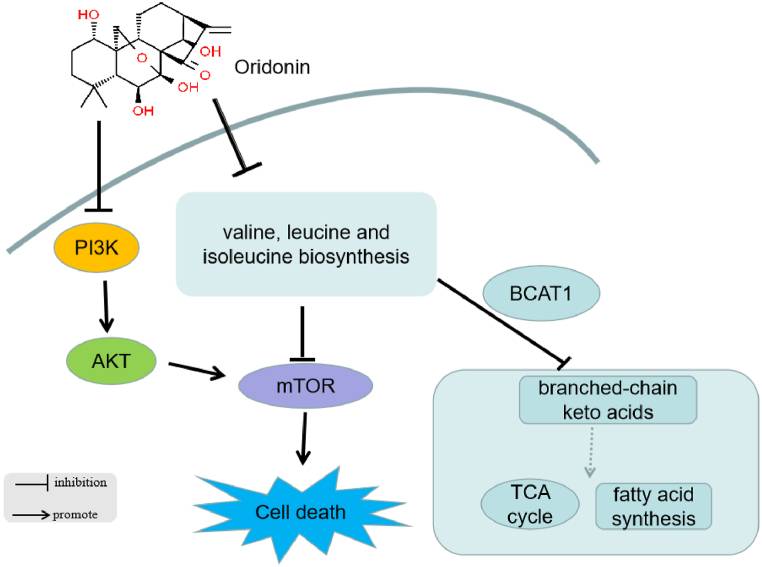 HO
O
OH
O
OH
OH
Oridonin
PI3K
valine, leucine and
isoleucine biosynthesis
BCAT1
AKT
mTOR
branched-chain
keto acids
inhibition
promote
Cell death
TCA
cycle
fatty acid
synthesis